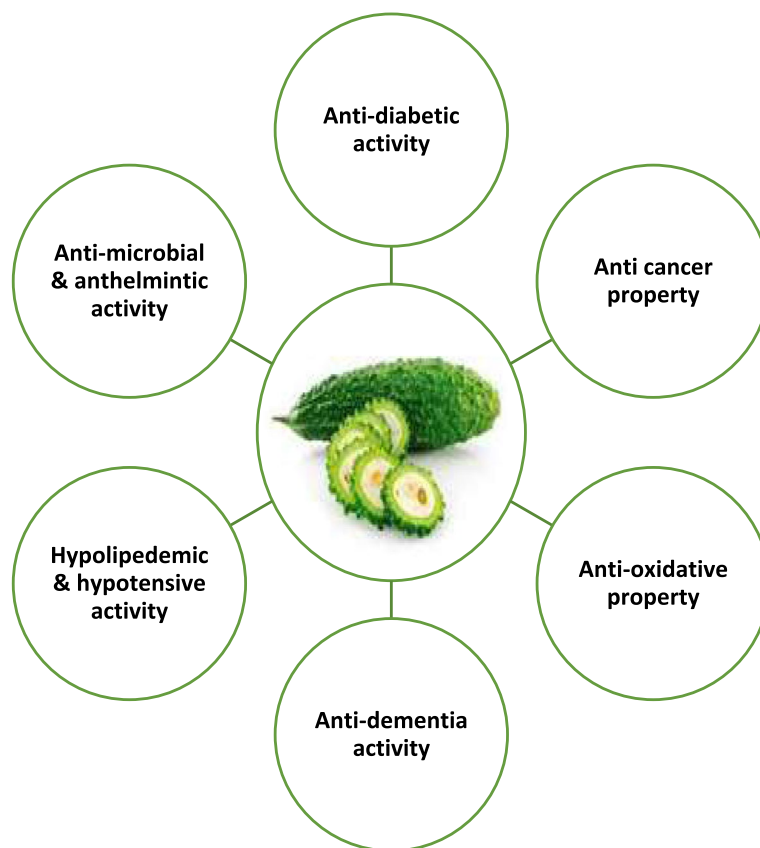 Anti-diabetic
activity
Anti-microbial
& anthelmintic
activity
Anti cancer
property
Hypolipedemic
& hypotensive
activity
Anti-oxidative
property
Anti-dementia
activity